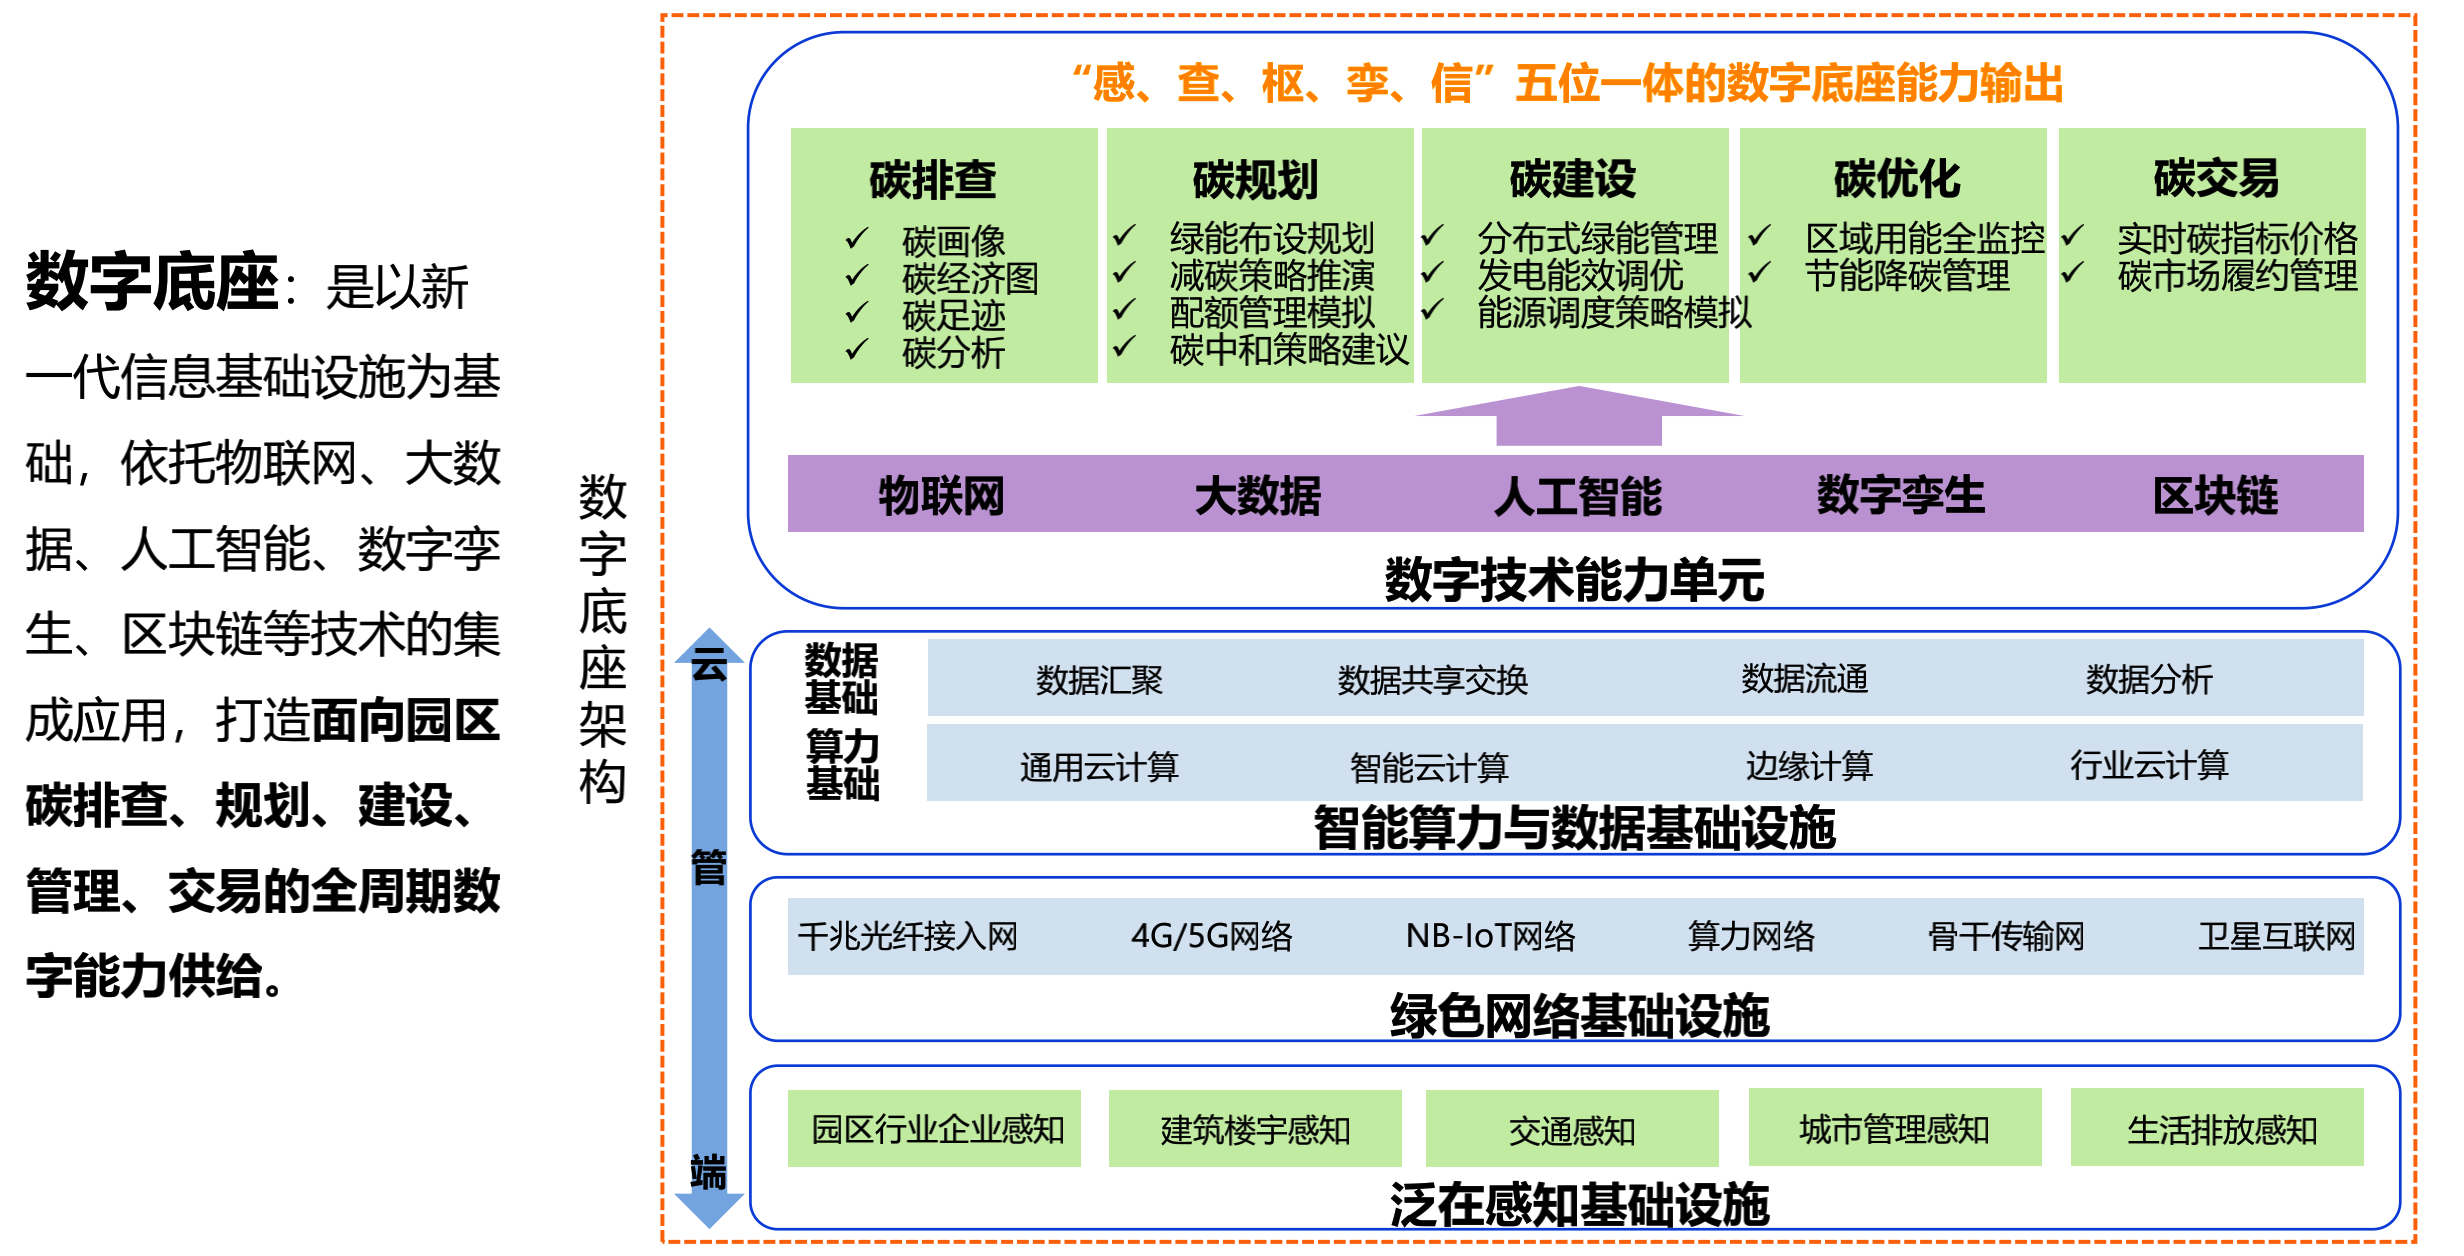 数字底座：是以新
一代信息基础设施为基
础，依托物联网、大数
据、人工智能、数字孪
生、区块链等技术的集
成应用，打造面向园区
碳排查、规划、建设、
管理、交易的全周期数
字能力供给。
数字底座架构
“感、查、枢、孪、信”五位一体的数字底座能力输出
碳排查
✓ 碳画像
✓ 碳经济图
✓ 碳足迹
✓ 碳分析
碳规划
✓ 绿能布设规划
✓ 减碳策略推演
✓ 配额管理模拟
✓ 碳中和策略建议
碳建设
✓ 分布式绿能管理
✓ 发电能效调优
✓ 能源调度策略模拟
碳优化
✓ 区域用能全监控
✓ 节能降碳管理
碳交易
✓ 实时碳指标价格
✓ 碳市场履约管理
物联网 大数据 人工智能 数字孪生 区块链
数字技术能力单元
云
管
端
数据
基础
数据汇聚 数据共享交换 数据流通 数据分析
算力
基础
通用云计算 智能云计算 边缘计算 行业云计算
智能算力与数据基础设施
千兆光纤接入网 4G/5G网络 NB-IoT网络 算力网络 骨干传输网 卫星互联网
绿色网络基础设施
园区行业企业感知 建筑楼宇感知 交通感知 城市管理感知 生活排放感知
泛在感知基础设施